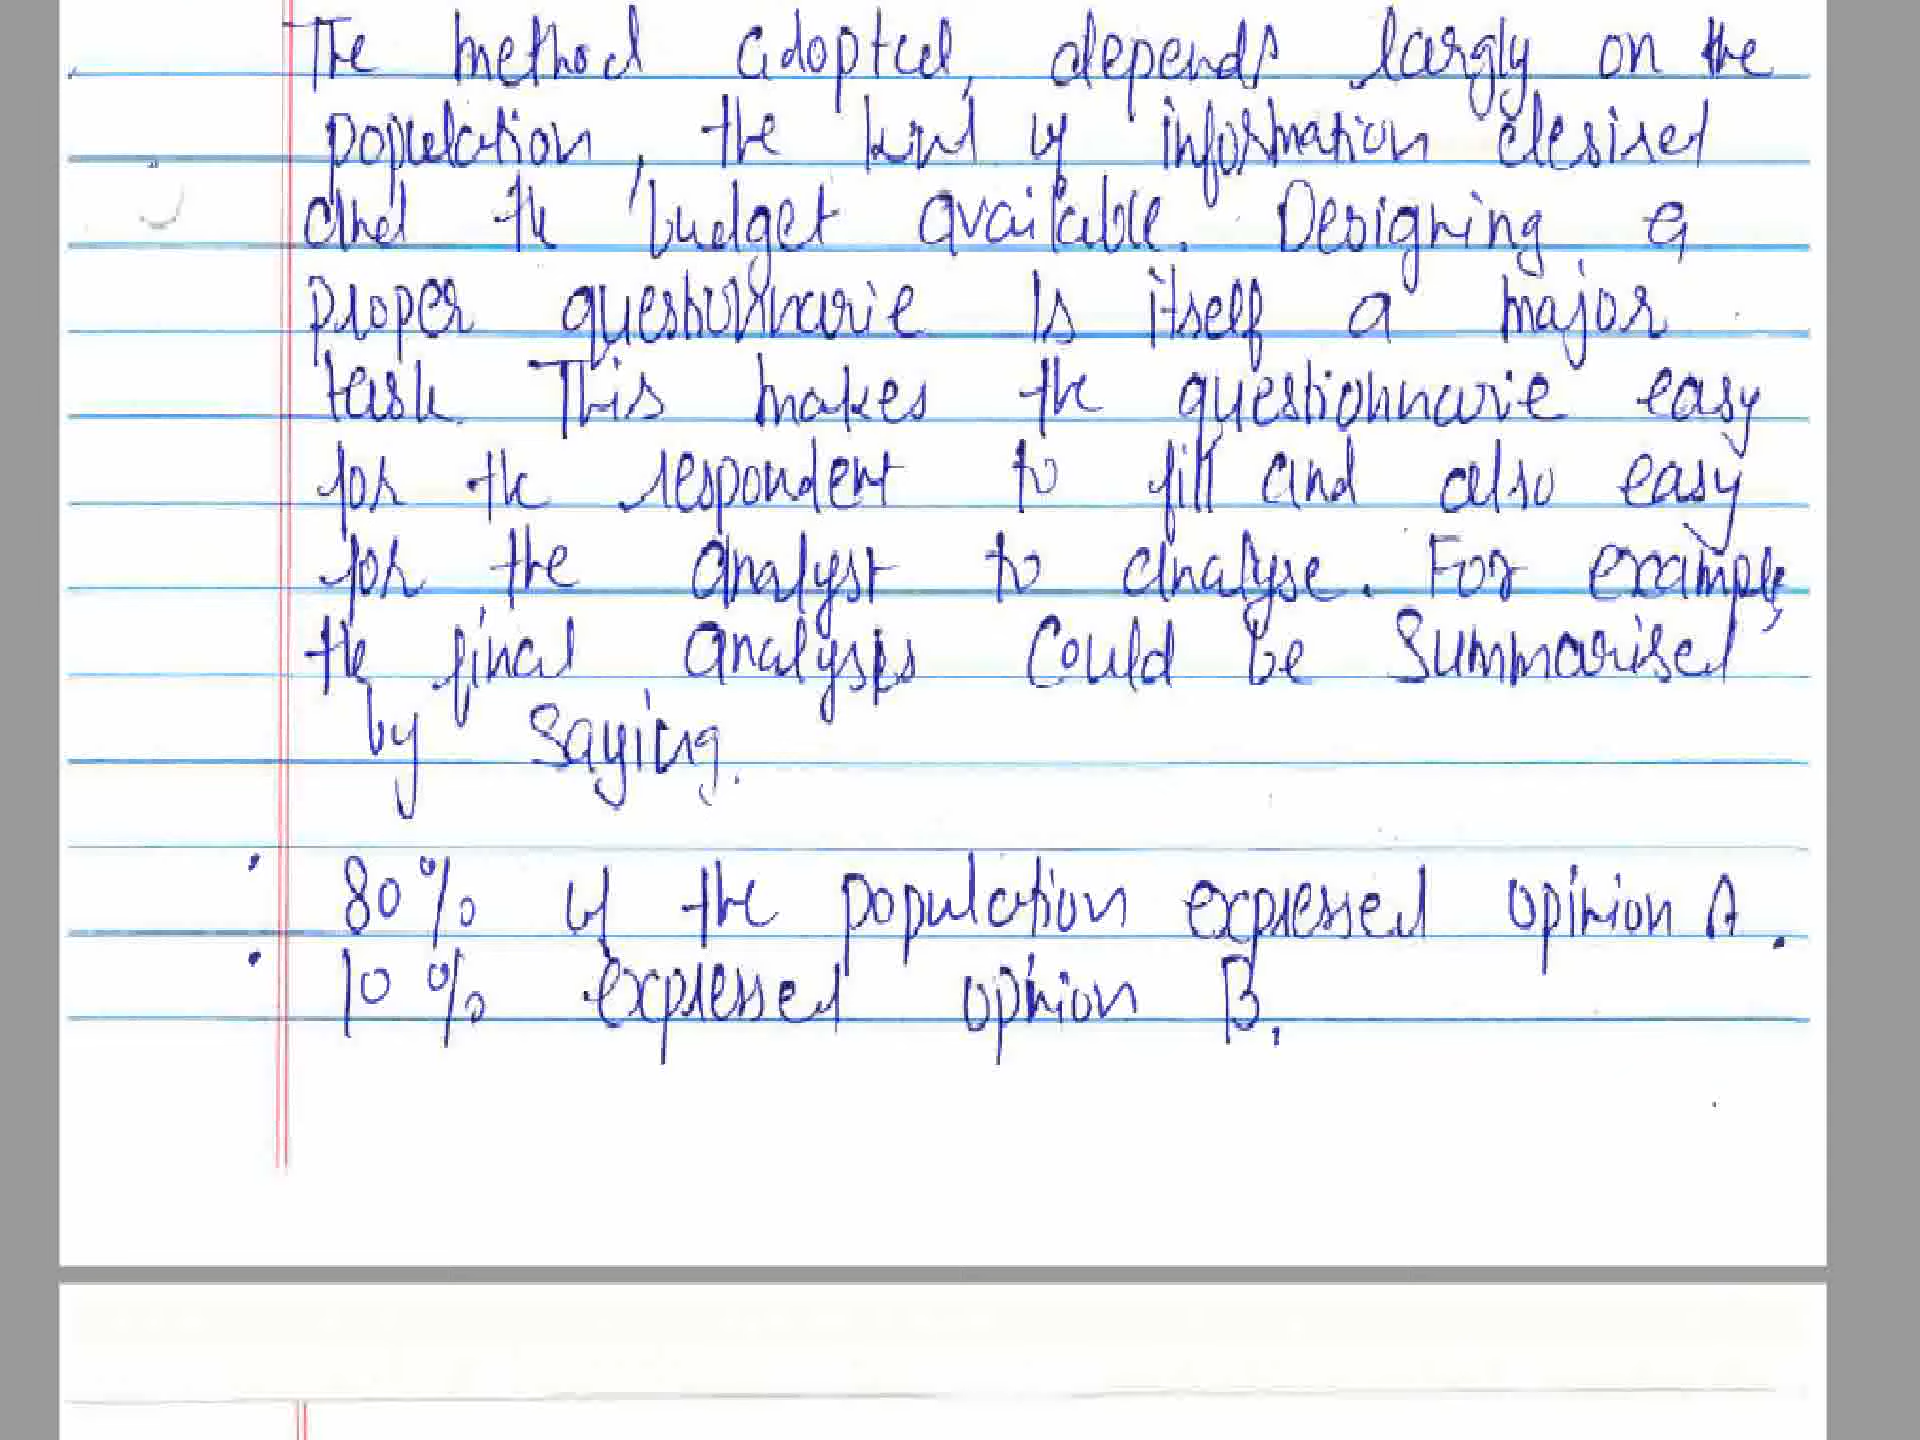 The method adopted, depends largly on the
population, the kind of information desired
and the budget available. Designing a
proper questionnarie is itself a major
task. This makes the questionnarie easy
for the respondent to fill and also easy
for the analyst to analyse. For example,
the final analysis could be summarised
by saying.
80% of the population expressed opinion A.
10% expressed opinion B.